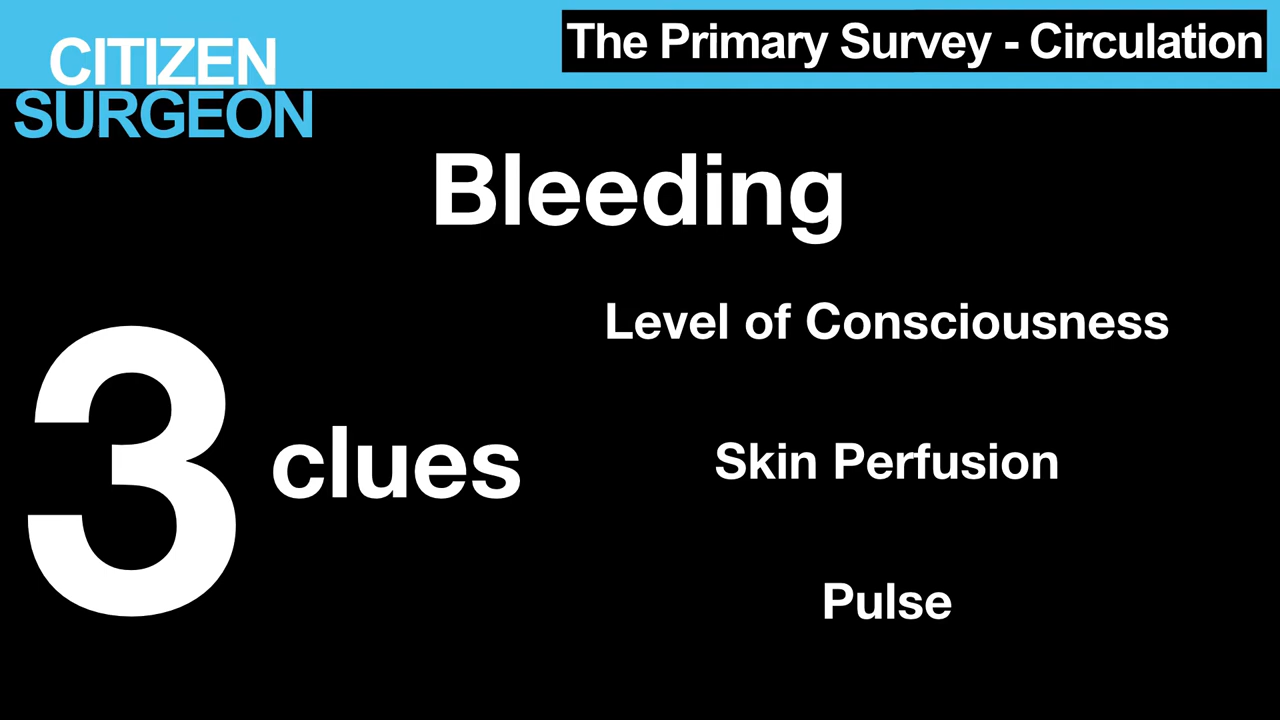 CITIZEN
SURGEON
The Primary Survey - Circulation
Bleeding
3 clues
Level of Consciousness
Skin Perfusion
Pulse